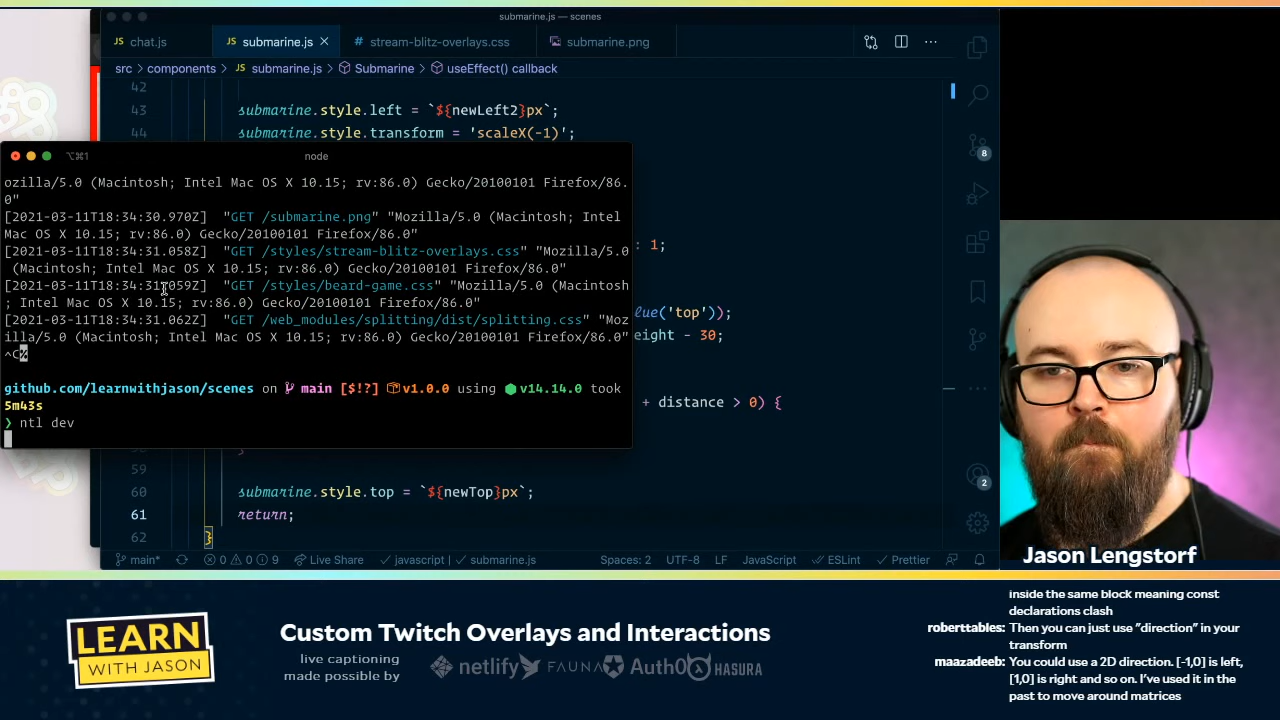 submarine.js — scenes
JS chat.js
JS submarine.js
# stream-blitz-overlays.css
submarine.png
src > components > JS submarine.js > Submarine > useEffect() callback
42
43 submarine.style.left = `${newLeft2}px`;
44 submarine.style.transform = 'scaleX(-1)';
⌥⌘1
node
ozilla/5.0 (Macintosh; Intel Mac OS X 10.15; rv:86.0) Gecko/20100101 Firefox/86.
0"
[2021-03-11T18:34:30.970Z]  "GET /submarine.png" "Mozilla/5.0 (Macintosh; Intel
Mac OS X 10.15; rv:86.0) Gecko/20100101 Firefox/86.0"
[2021-03-11T18:34:31.058Z]  "GET /styles/stream-blitz-overlays.css" "Mozilla/5.0
(Macintosh; Intel Mac OS X 10.15; rv:86.0) Gecko/20100101 Firefox/86.0"
[2021-03-11T18:34:31.059Z]  "GET /styles/beard-game.css" "Mozilla/5.0 (Macintosh
; Intel Mac OS X 10.15; rv:86.0) Gecko/20100101 Firefox/86.0"
[2021-03-11T18:34:31.062Z]  "GET /web_modules/splitting/dist/splitting.css" "Moz
illa/5.0 (Macintosh; Intel Mac OS X 10.15; rv:86.0) Gecko/20100101 Firefox/86.0"
^C%
github.com/learnwithjason/scenes on main [$!?] v1.0.0 using v14.14.0 took
5m43s
❯ ntl dev
: 1;
lue('top'));
eight - 30;
+ distance > 0) {
59
60 submarine.style.top = `${newTop}px`;
61 return;
62 }
8
2
main* 0 0 9 Live Share javascript | submarine.js Spaces: 2 UTF-8 LF JavaScript ESLint Prettier
Jason Lengstorf
LEARN
WITH JASON
Custom Twitch Overlays and Interactions
live captioning
made possible by
netlify FAUNA Auth0 HASURA
inside the same block meaning const
declarations clash
roberttables: Then you can just use "direction" in your
transform
maazadeeb: You could use a 2D direction. [-1,0] is left,
[1,0] is right and so on. I've used it in the
past to move around matrices